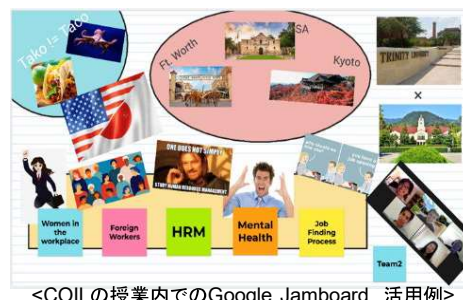 Tako != Taco
Ft. Worth
SA
Kyoto
TRINITY
×
ONE DOES NOT SIMPLY
STUDY HUMAN RESOURCE MANAGEMENT
Women in
the
workplace
Foreign
Workers
HRM
Mental
Health
Job
Finding
Process
Team2
<COILの授業内でのGoogle Jamboard 活用例>